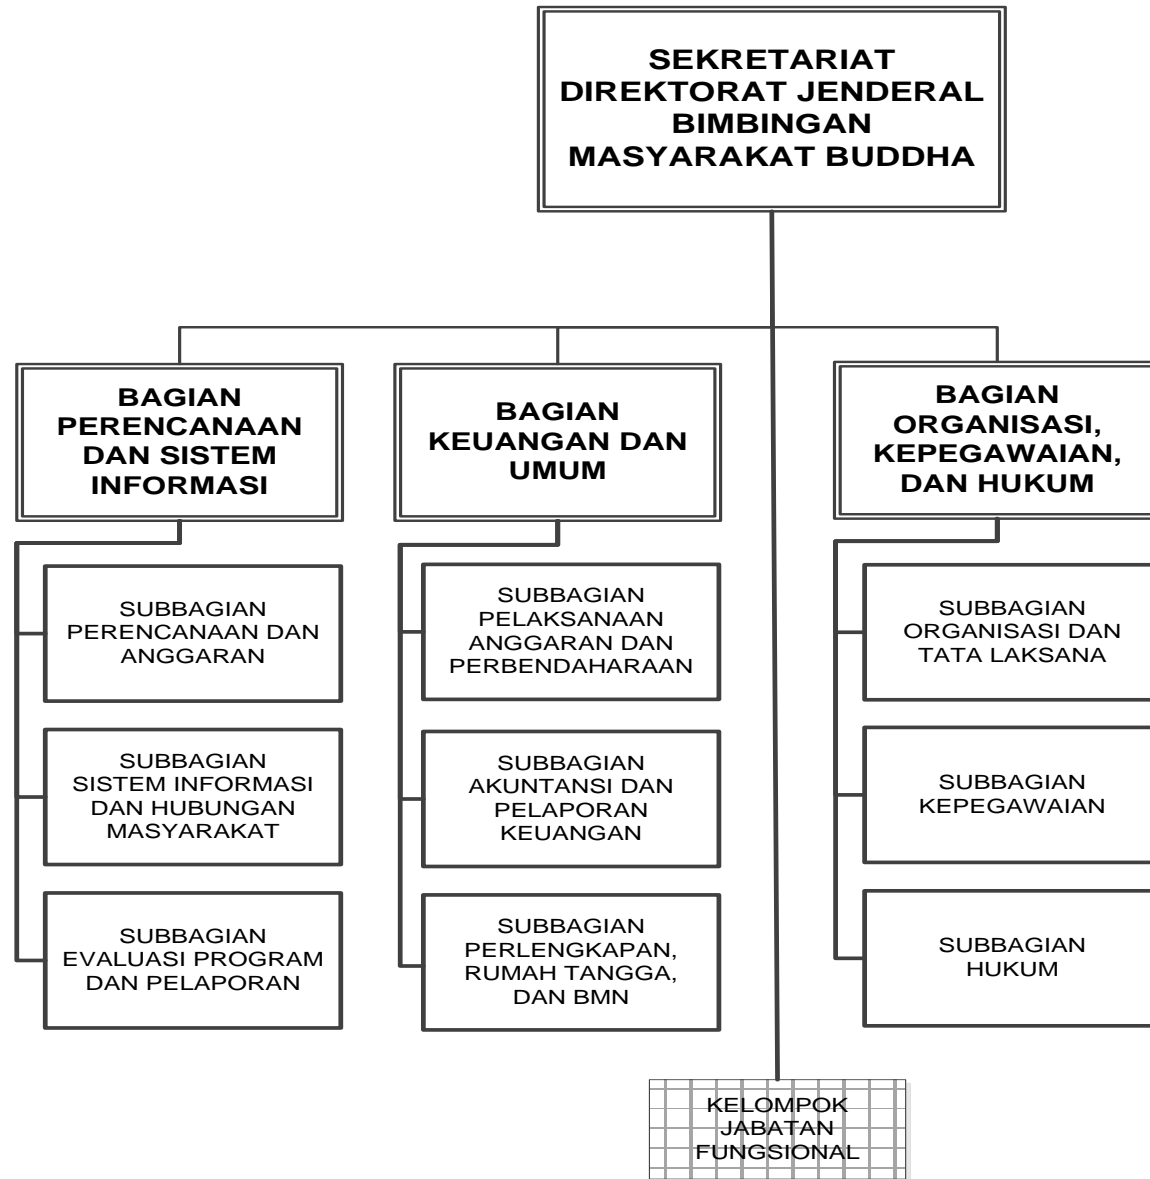 SEKRETARIAT
DIREKTORAT JENDERAL
BIMBINGAN
MASYARAKAT BUDDHA
BAGIAN
PERENCANAAN
DAN SISTEM
INFORMASI
SUBBAGIAN
PERENCANAAN DAN
ANGGARAN
SUBBAGIAN
SISTEM INFORMASI
DAN HUBUNGAN
MASYARAKAT
SUBBAGIAN
EVALUASI PROGRAM
DAN PELAPORAN
BAGIAN
KEUANGAN DAN
UMUM
SUBBAGIAN
PELAKSANAAN
ANGGARAN DAN
PERBENDAHARAAN
SUBBAGIAN
AKUNTANSI DAN
PELAPORAN
KEUANGAN
SUBBAGIAN
PERLENGKAPAN,
RUMAH TANGGA,
DAN BMN
BAGIAN
ORGANISASI,
KEPEGAWAIAN,
DAN HUKUM
SUBBAGIAN
ORGANISASI DAN
TATA LAKSANA
SUBBAGIAN
KEPEGAWAIAN
SUBBAGIAN
HUKUM
KELOMPOK
JABATAN
FUNGSIONAL